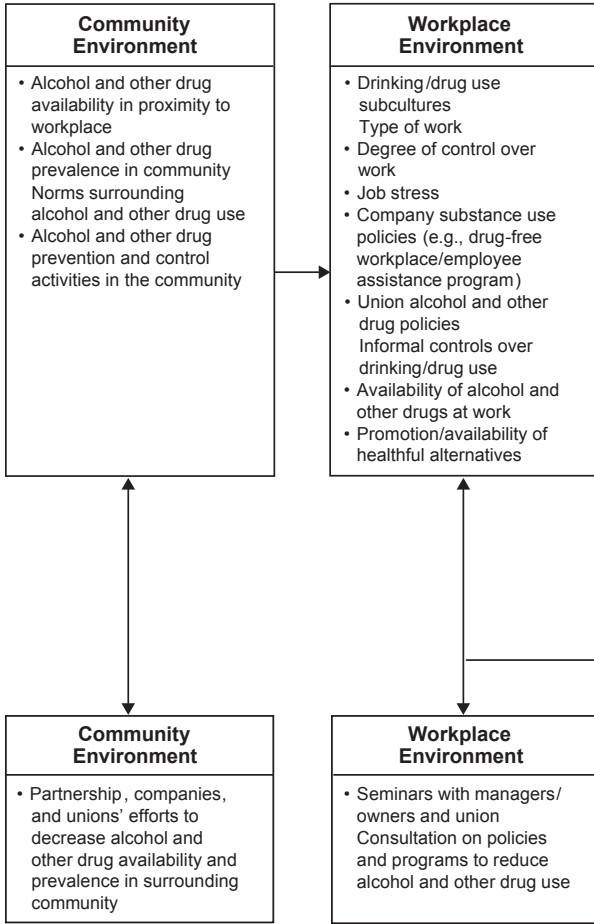 Community
Environment
• Alcohol and other drug
availability in proximity to
workplace
• Alcohol and other drug
prevalence in community
Norms surrounding
alcohol and other drug use
• Alcohol and other drug
prevention and control
activities in the community
Workplace
Environment
• Drinking/drug use
subcultures
Type of work
• Degree of control over
work
• Job stress
• Company substance use
policies (e.g., drug-free
workplace/employee
assistance program)
• Union alcohol and other
drug policies
Informal controls over
drinking/drug use
• Availability of alcohol and
other drugs at work
• Promotion/availability of
healthful alternatives
Community
Environment
• Partnership, companies,
and unions’ efforts to
decrease alcohol and
other drug availability and
prevalence in surrounding
community
Workplace
Environment
• Seminars with managers/
owners and union
Consultation on policies
and programs to reduce
alcohol and other drug use